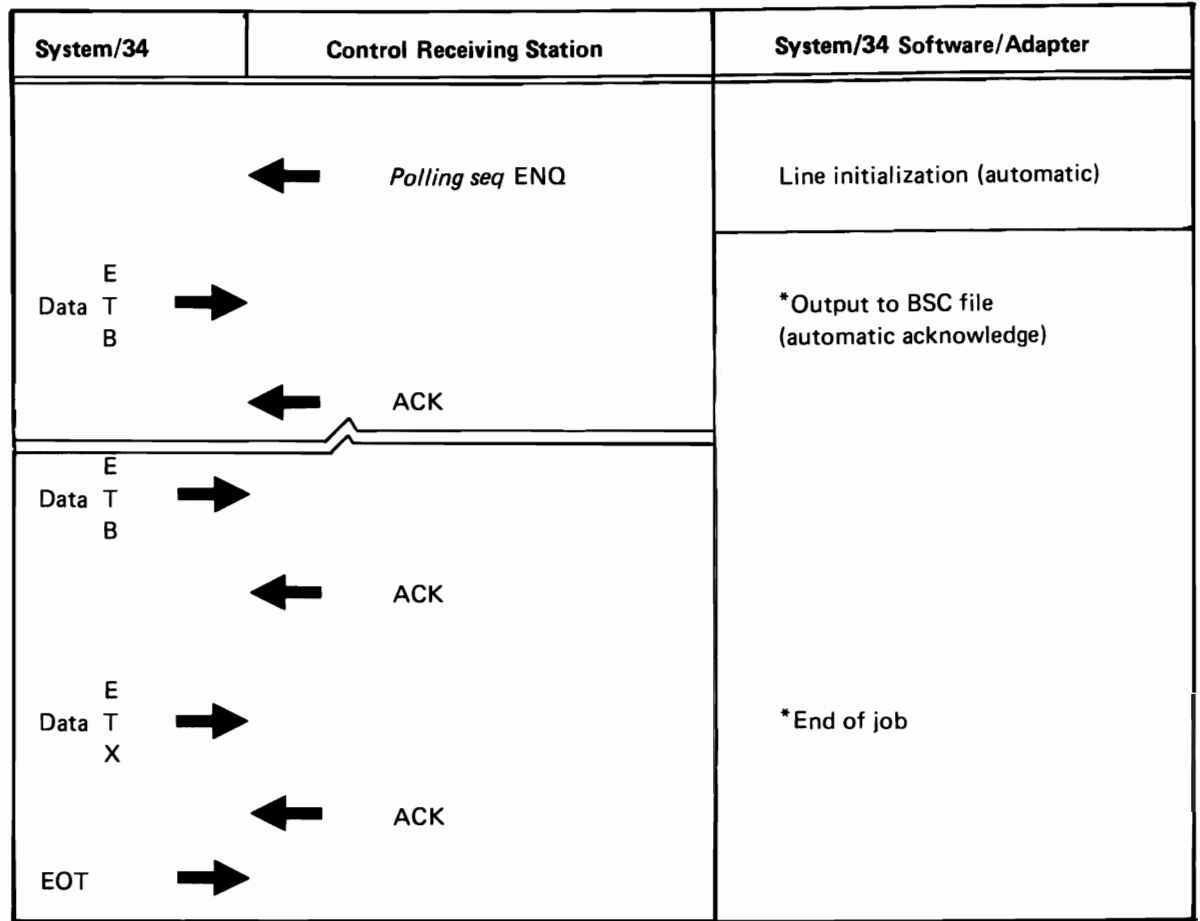 System/34
Control Receiving Station
System/34 Software/Adapter
Polling seq ENQ
Line initialization (automatic)
E
Data T
B
*Output to BSC file
(automatic acknowledge)
ACK
E
Data T
B
ACK
E
Data T
X
*End of job
ACK
EOT